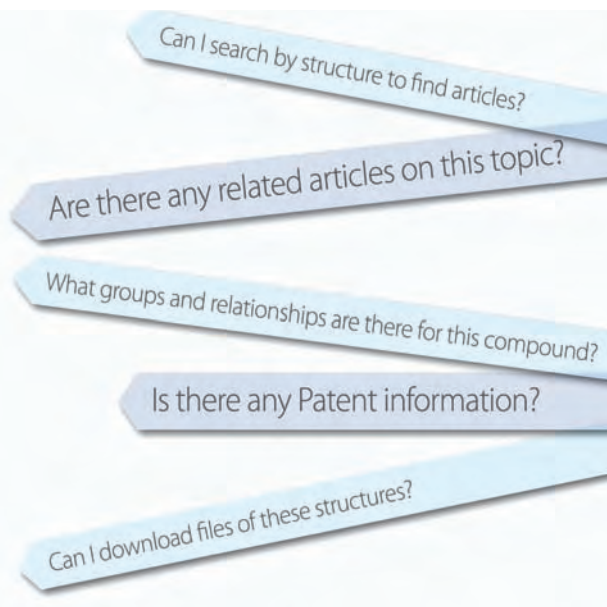 Can I search by structure to find articles?
Are there any related articles on this topic?
What groups and relationships are there for this compound?
Is there any Patent information?
Can I download files of these structures?